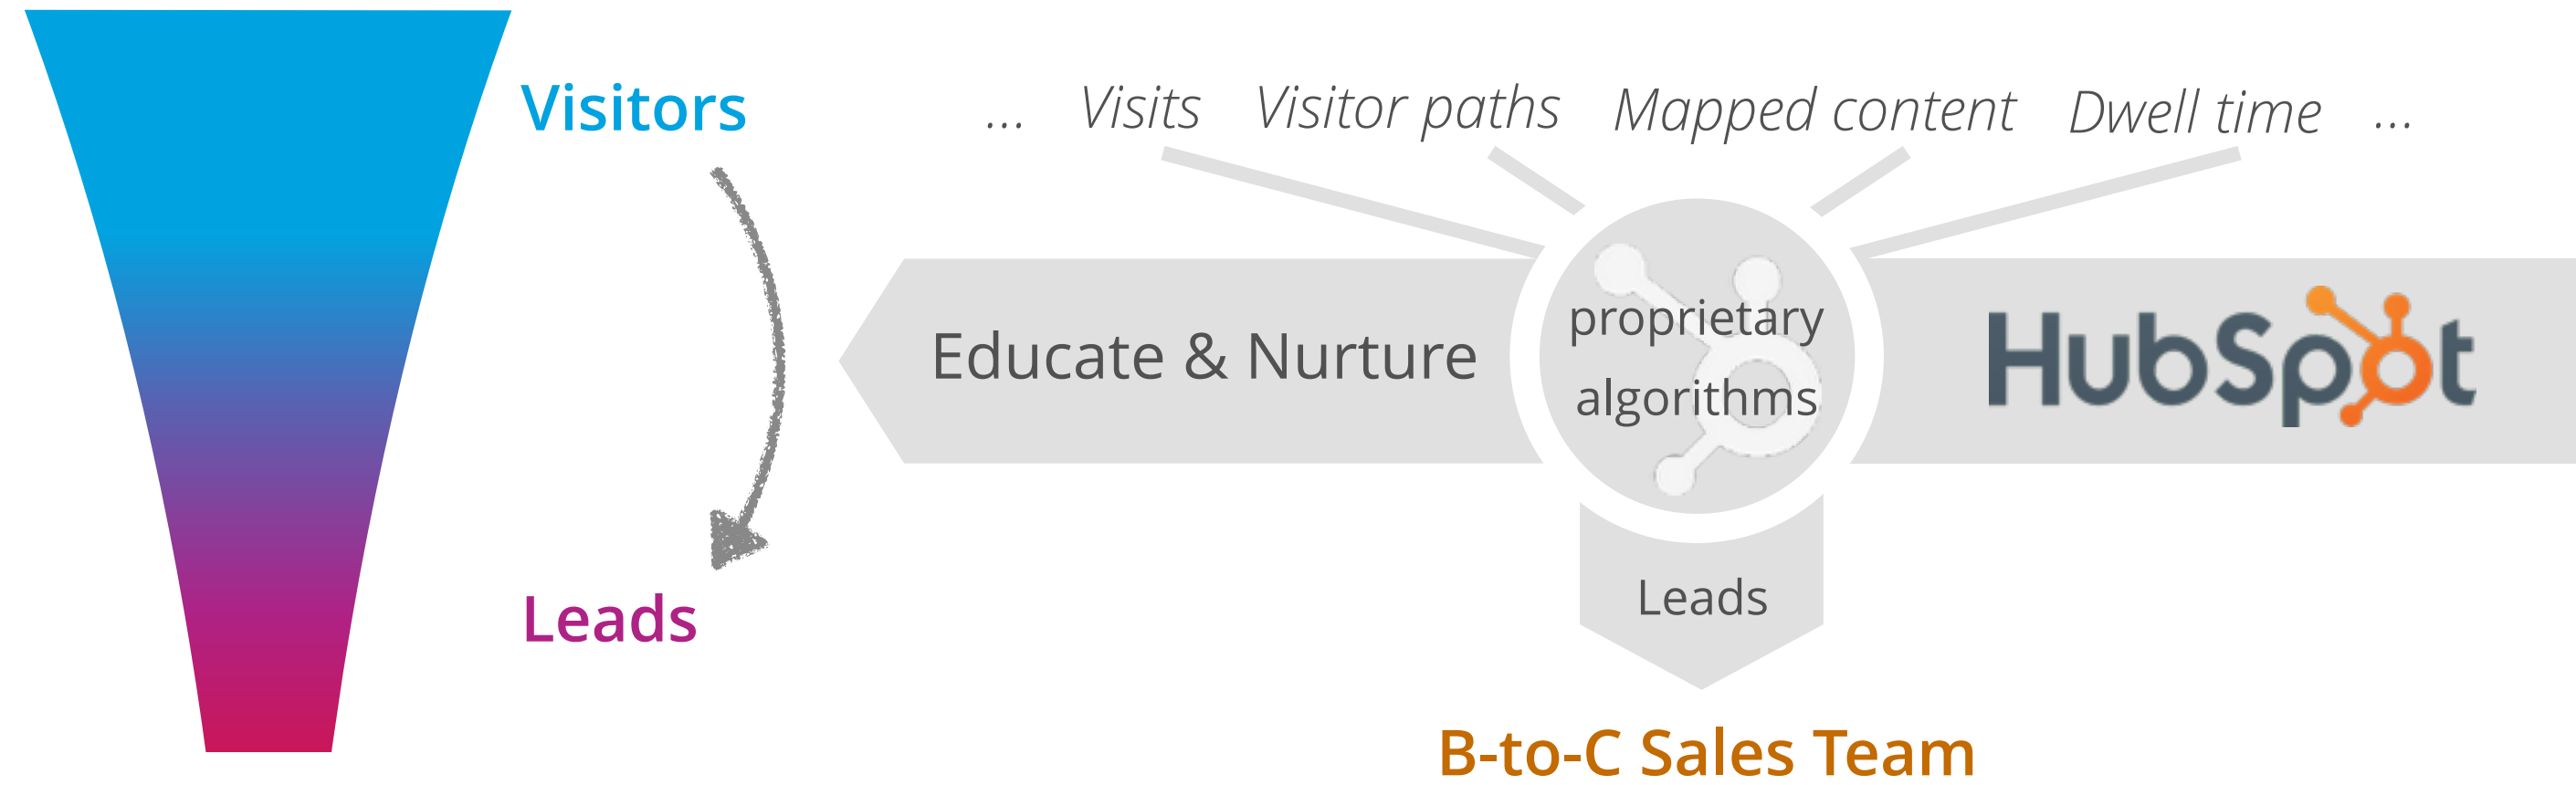 Visitors
... Visits Visitor paths Mapped content Dwell time ...
Educate & Nurture
proprietary
algorithms
HubSpot
Leads
Leads
B-to-C Sales Team